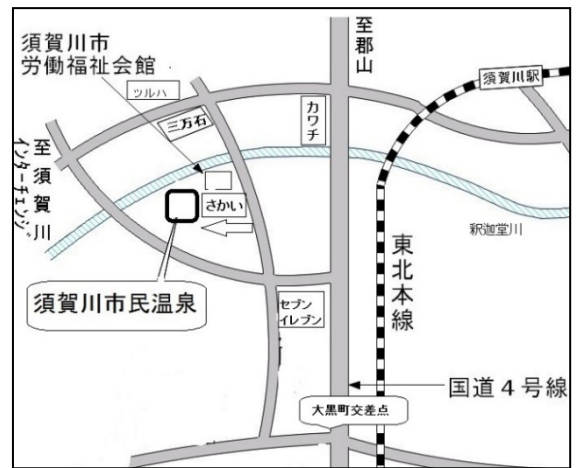 須賀川市
労働福祉会館
ツルハ
三万石
カワチ
至郡山
須賀川駅
至須賀川
インターチェンジ
さかい
釈迦堂川
東北本線
須賀川市民温泉
セブン
イレブン
国道４号線
大黒町交差点